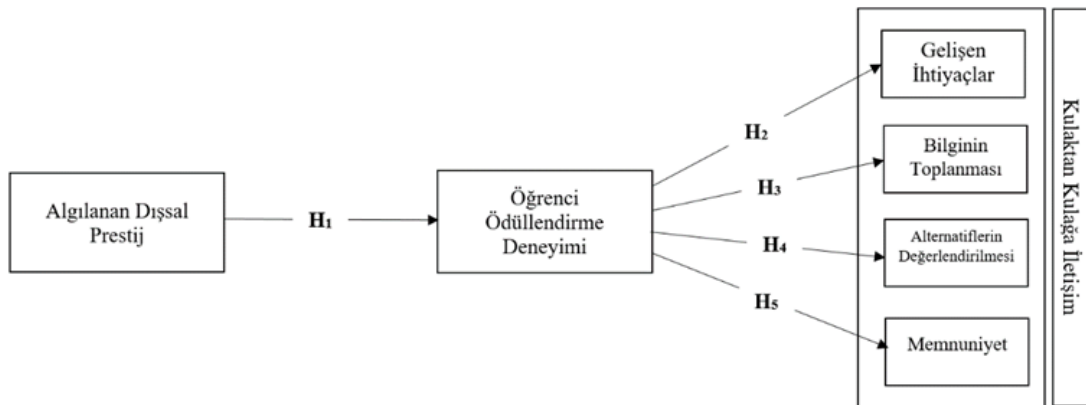 Algılanan Dışsal
Prestij
H1
Öğrenci
Ödüllendirme
Deneyimi
H2
H3
H4
H5
Gelişen
İhtiyaçlar
Bilginin
Toplanması
Alternatiflerin
Değerlendirilmesi
Memnuniyet
Kulaktan Kulağa İletişim